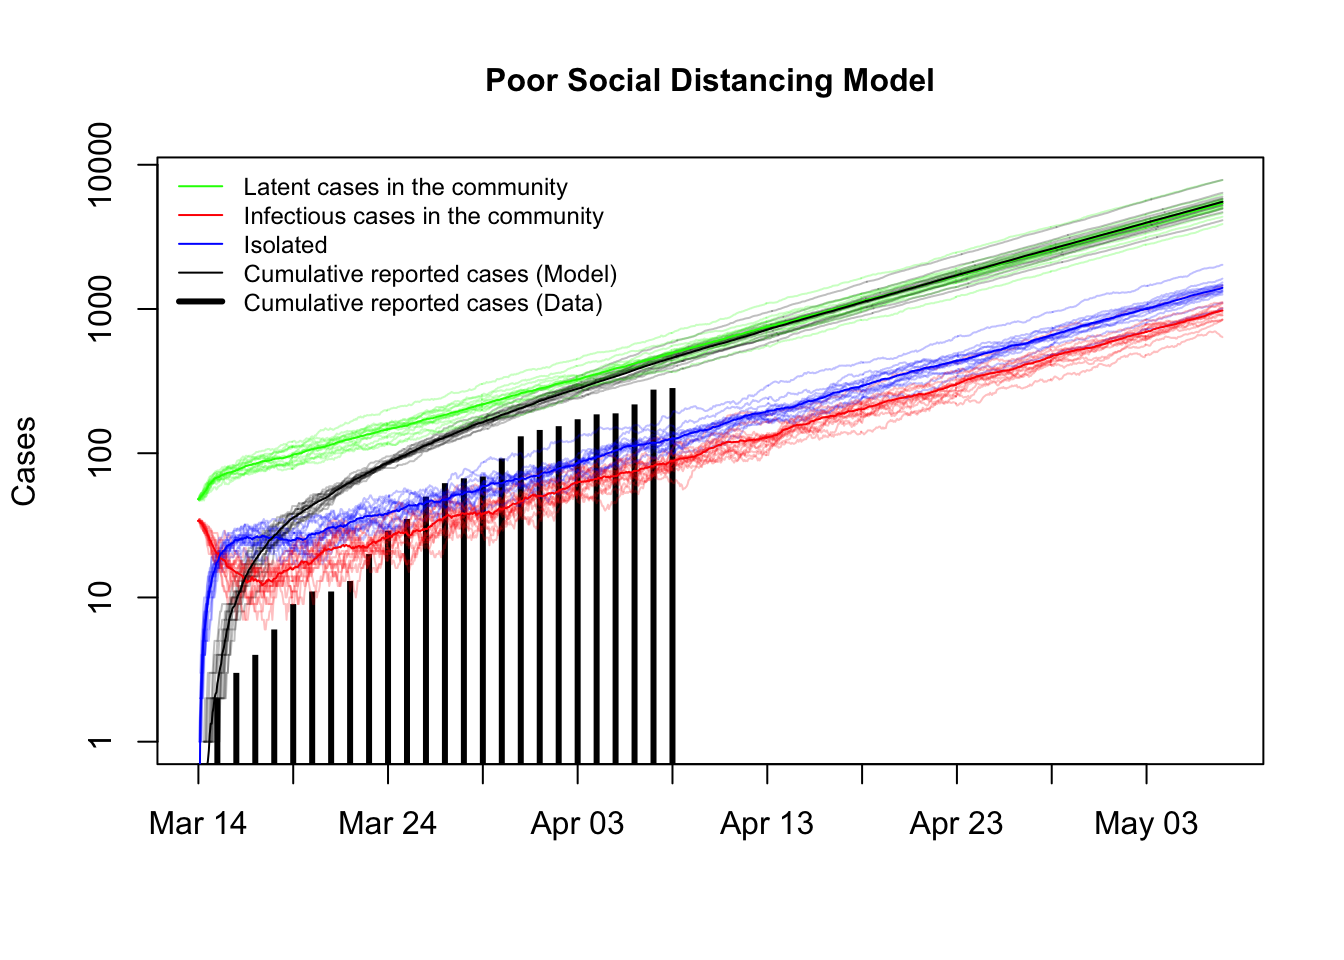 Poor Social Distancing Model
10000
1000
100
10
1
Cases
Latent cases in the community
Infectious cases in the community
Isolated
Cumulative reported cases (Model)
Cumulative reported cases (Data)
Mar 14 Mar 24 Apr 03 Apr 13 Apr 23 May 03